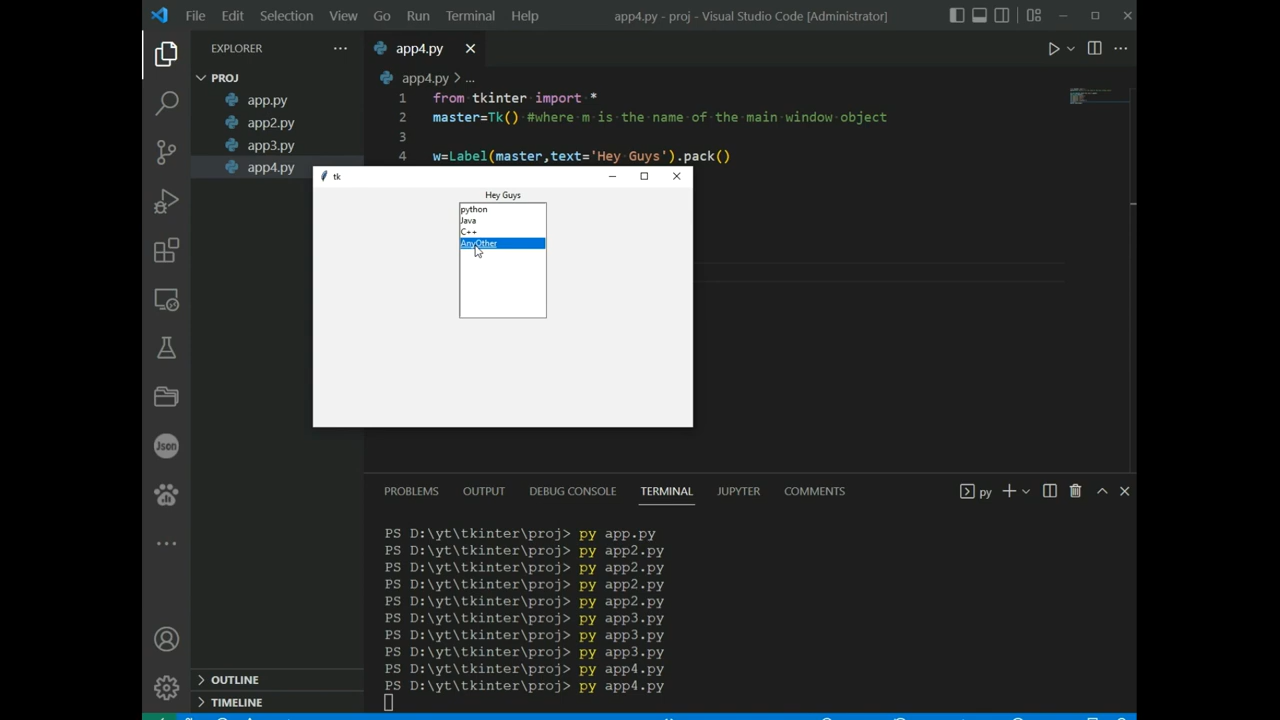 File Edit Selection View Go Run Terminal Help
app4.py - proj - Visual Studio Code [Administrator]
EXPLORER
app4.py
PROJ
app4.py > ...
app.py
app2.py
app3.py
app4.py
1 from tkinter import *
2 master=Tk() #where m is the name of the main window object
3
4 w=Label(master,text='Hey Guys').pack()
tk
Hey Guys
python
Java
C++
AnyOther
Json
PROBLEMS OUTPUT DEBUG CONSOLE TERMINAL JUPYTER COMMENTS
py
PS D:\yt\tkinter\proj> py app.py
PS D:\yt\tkinter\proj> py app2.py
PS D:\yt\tkinter\proj> py app2.py
PS D:\yt\tkinter\proj> py app2.py
PS D:\yt\tkinter\proj> py app2.py
PS D:\yt\tkinter\proj> py app3.py
PS D:\yt\tkinter\proj> py app3.py
PS D:\yt\tkinter\proj> py app3.py
PS D:\yt\tkinter\proj> py app4.py
PS D:\yt\tkinter\proj> py app4.py
OUTLINE
TIMELINE